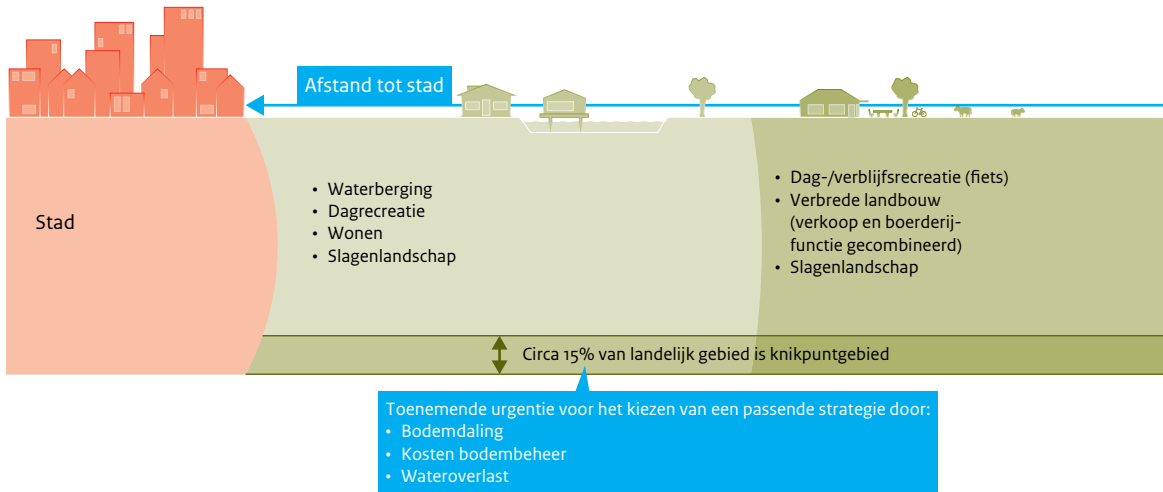 Afstand tot stad
Stad
• Waterberging
• Dagrecreatie
• Wonen
• Slagenlandschap
• Dag-/verblijfsrecreatie (fiets)
• Verbrede landbouw
(verkoop en boerderij-
functie gecombineerd)
• Slagenlandschap
Circa 15% van landelijk gebied is knikpuntgebied
Toenemende urgentie voor het kiezen van een passende strategie door:
• Bodemdaling
• Kosten bodembeheer
• Wateroverlast